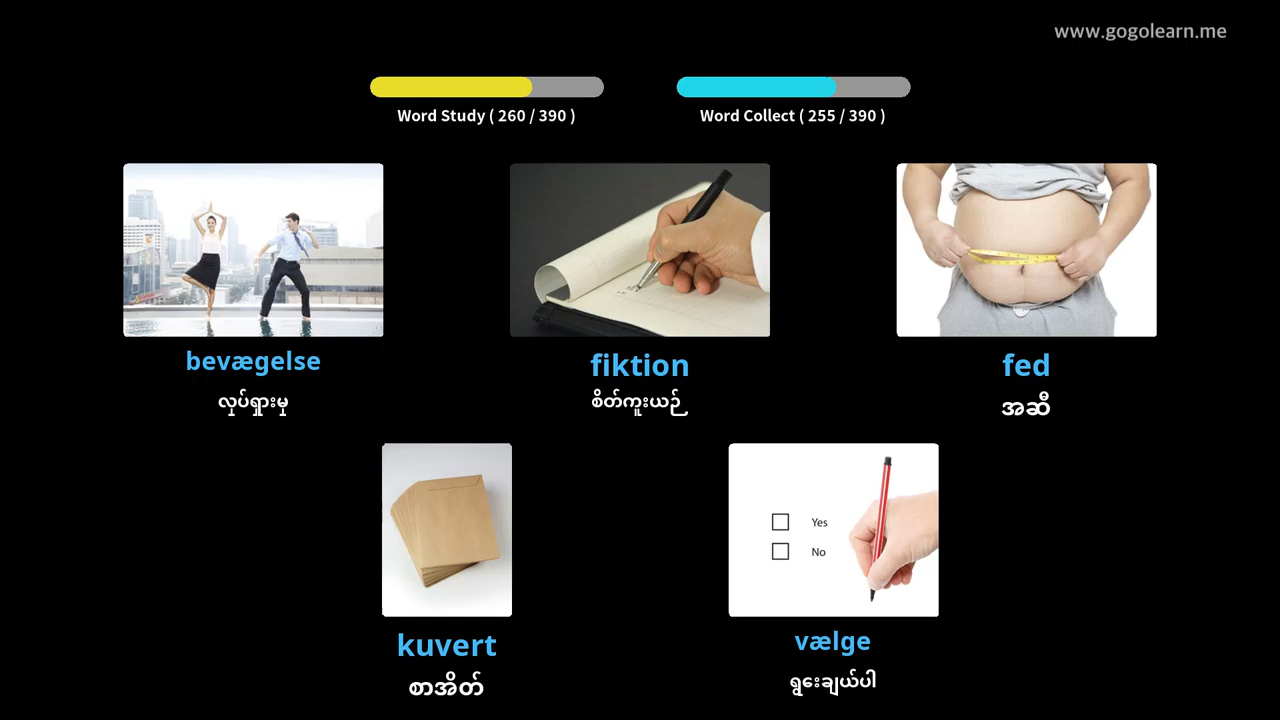 www.gogolearn.me
Word Study ( 260 / 390 )
Word Collect ( 255 / 390 )
bevægelse
လှုပ်ရှားမှု
fiktion
စိတ်ကူးယဉ်
fed
အဆီ
Yes
No
kuvert
စာအိတ်
vælge
ရွေးချယ်ပါ